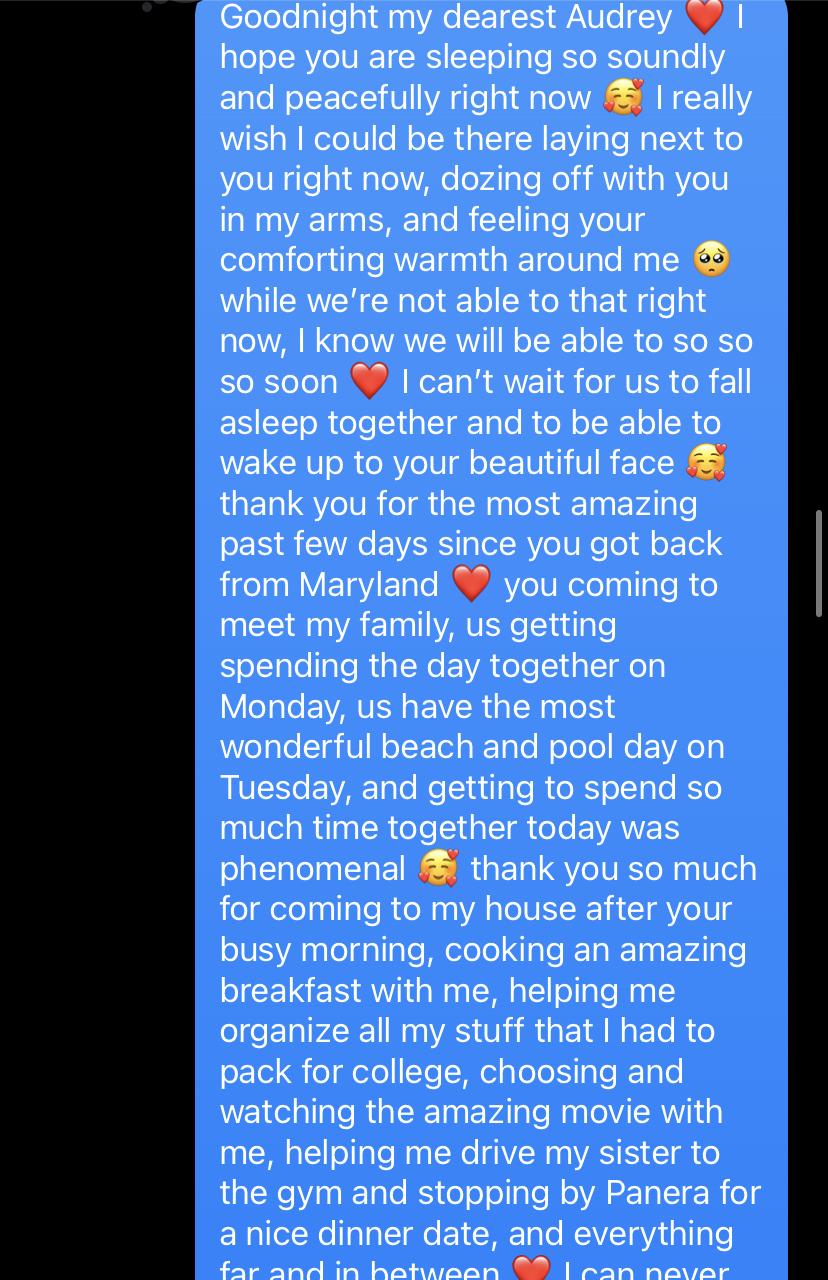 Goodnight my dearest Audrey ❤️ I
hope you are sleeping so soundly
and peacefully right now 🥰 I really
wish I could be there laying next to
you right now, dozing off with you
in my arms, and feeling your
comforting warmth around me 🥺
while we’re not able to that right
now, I know we will be able to so so
so soon ❤️ I can’t wait for us to fall
asleep together and to be able to
wake up to your beautiful face 🥰
thank you for the most amazing
past few days since you got back
from Maryland ❤️ you coming to
meet my family, us getting
spending the day together on
Monday, us have the most
wonderful beach and pool day on
Tuesday, and getting to spend so
much time together today was
phenomenal 🥰 thank you so much
for coming to my house after your
busy morning, cooking an amazing
breakfast with me, helping me
organize all my stuff that I had to
pack for college, choosing and
watching the amazing movie with
me, helping me drive my sister to
the gym and stopping by Panera for
a nice dinner date, and everything
far and in between ❤️ I can never